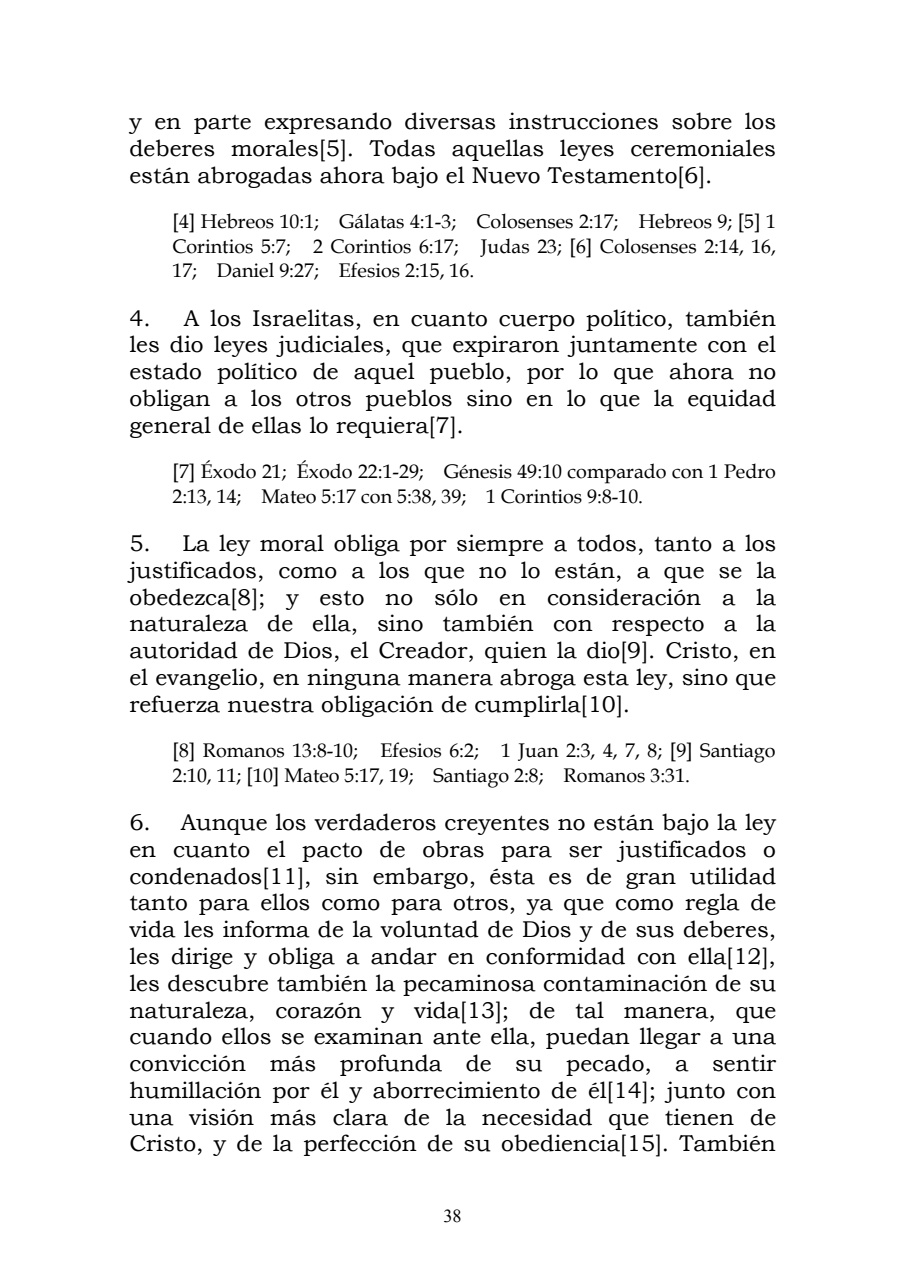 y en parte expresando diversas instrucciones sobre los
deberes morales[5]. Todas aquellas leyes ceremoniales
están abrogadas ahora bajo el Nuevo Testamento[6].
[4] Hebreos 10:1; Gálatas 4:1-3; Colosenses 2:17; Hebreos 9; [5] 1
Corintios 5:7; 2 Corintios 6:17; Judas 23; [6] Colosenses 2:14, 16,
17; Daniel 9:27; Efesios 2:15, 16.
4. A los Israelitas, en cuanto cuerpo político, también
les dio leyes judiciales, que expiraron juntamente con el
estado político de aquel pueblo, por lo que ahora no
obligan a los otros pueblos sino en lo que la equidad
general de ellas lo requiera[7].
[7] Éxodo 21; Éxodo 22:1-29; Génesis 49:10 comparado con 1 Pedro
2:13, 14; Mateo 5:17 con 5:38, 39; 1 Corintios 9:8-10.
5. La ley moral obliga por siempre a todos, tanto a los
justificados, como a los que no lo están, a que se la
obedezca[8]; y esto no sólo en consideración a la
naturaleza de ella, sino también con respecto a la
autoridad de Dios, el Creador, quien la dio[9]. Cristo, en
el evangelio, en ninguna manera abroga esta ley, sino que
refuerza nuestra obligación de cumplirla[10].
[8] Romanos 13:8-10; Efesios 6:2; 1 Juan 2:3, 4, 7, 8; [9] Santiago
2:10, 11; [10] Mateo 5:17, 19; Santiago 2:8; Romanos 3:31.
6. Aunque los verdaderos creyentes no están bajo la ley
en cuanto el pacto de obras para ser justificados o
condenados[11], sin embargo, ésta es de gran utilidad
tanto para ellos como para otros, ya que como regla de
vida les informa de la voluntad de Dios y de sus deberes,
les dirige y obliga a andar en conformidad con ella[12],
les descubre también la pecaminosa contaminación de su
naturaleza, corazón y vida[13]; de tal manera, que
cuando ellos se examinan ante ella, puedan llegar a una
convicción más profunda de su pecado, a sentir
humillación por él y aborrecimiento de él[14]; junto con
una visión más clara de la necesidad que tienen de
Cristo, y de la perfección de su obediencia[15]. También
38